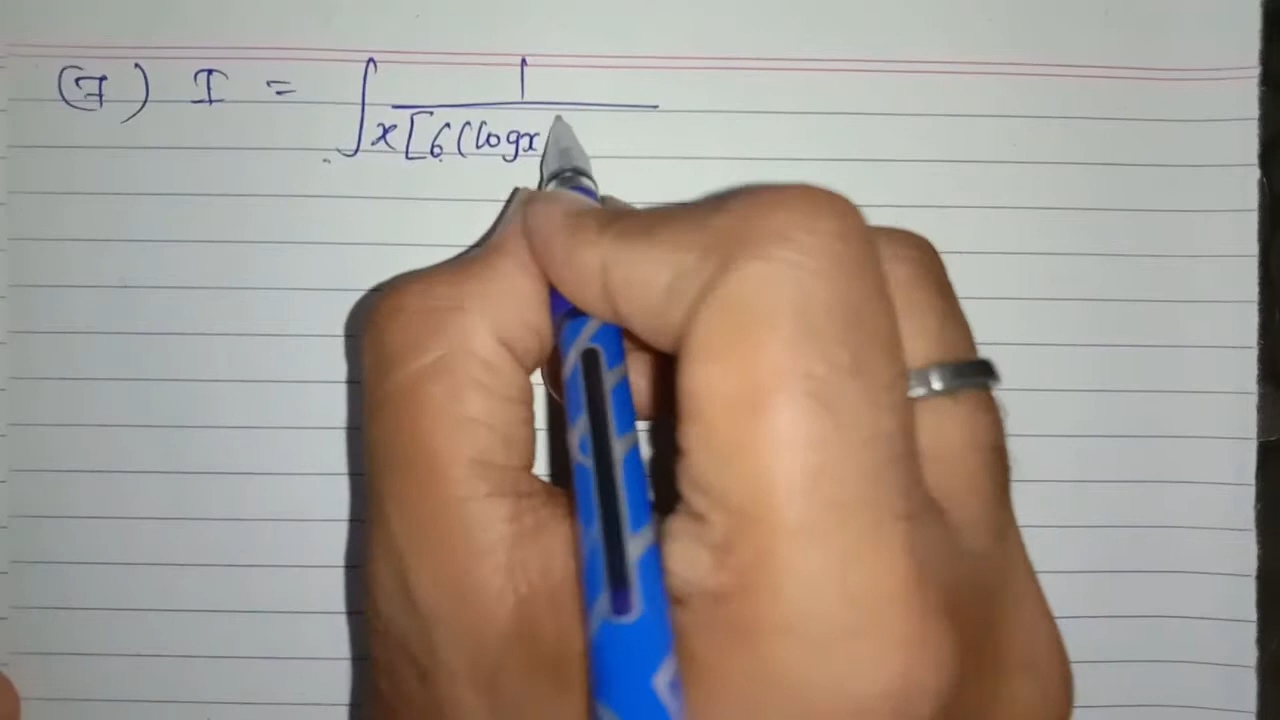 (7) I = ∫ 1
x [6 (logx